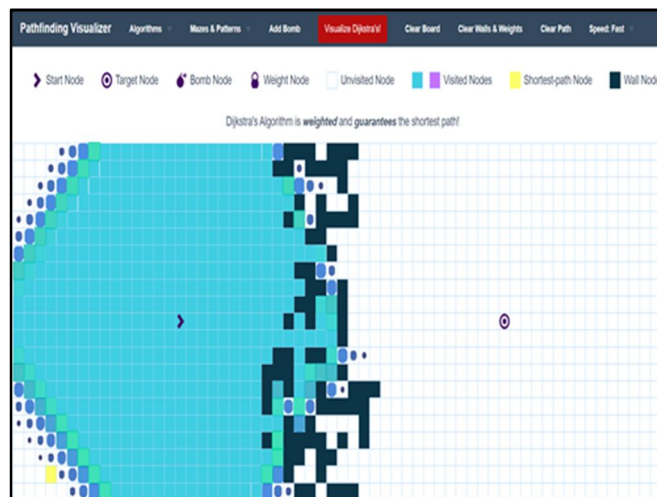 Pathfinding Visualizer Algorithms Mazes & Patterns Add Bomb Visualize Dijkstra's! Clear Board Clear Walls & Weights Clear Path Speed: Fast
Start Node Target Node Bomb Node Weight Node Unvisited Node Visited Nodes Shortest-path Node Wall Node
Dijkstra's Algorithm is weighted and guarantees the shortest path!